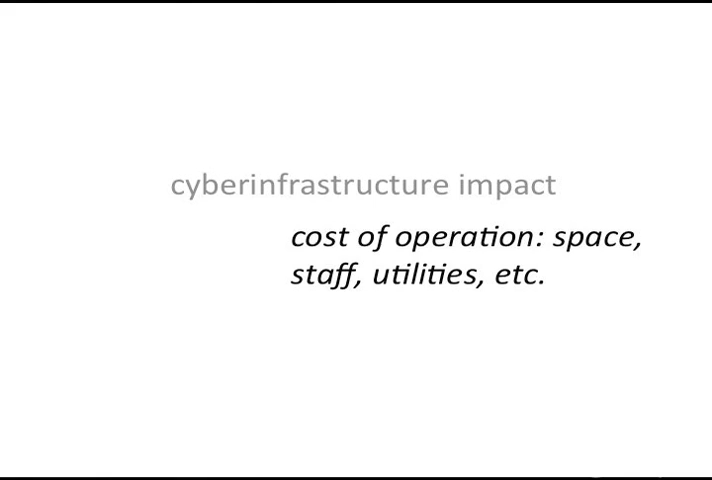 cyberinfrastructure impact
cost of operation: space,
staff, utilities, etc.